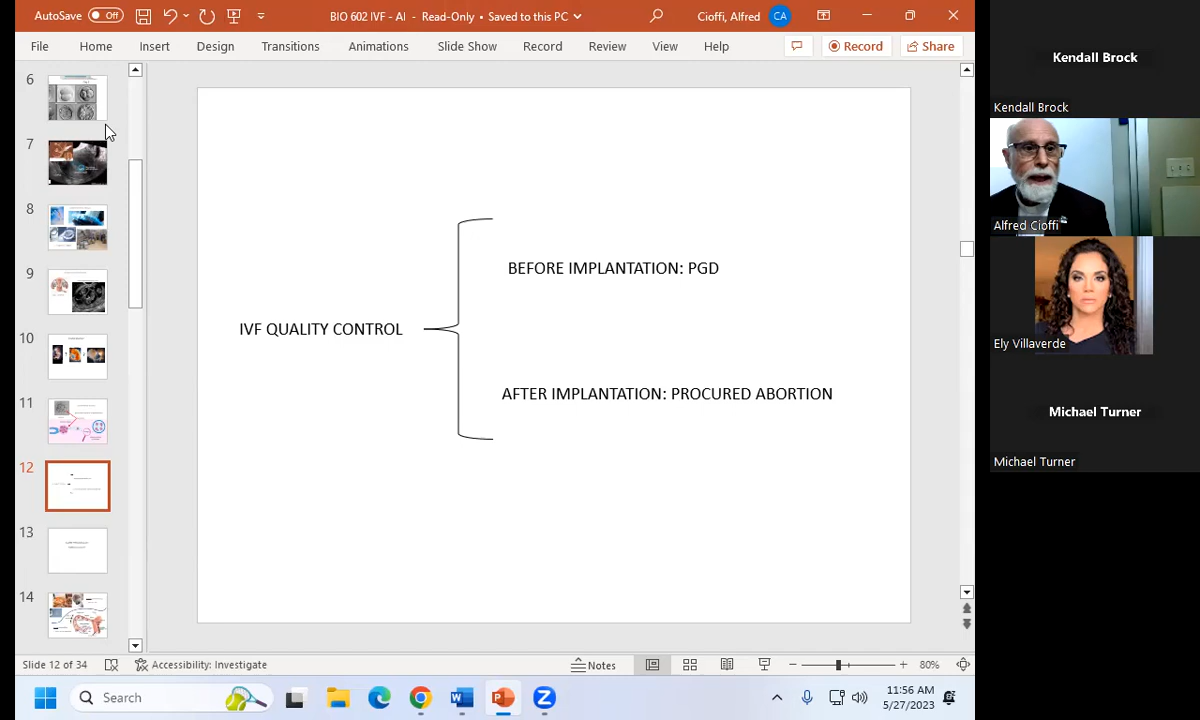 AutoSave Off
BIO 602 IVF - AI - Read-Only • Saved to this PC
Cioffi, Alfred CA
File Home Insert Design Transitions Animations Slide Show Record Review View Help Record Share
6
7
8
9
10
11
12
13
14
BEFORE IMPLANTATION: PGD
IVF QUALITY CONTROL
AFTER IMPLANTATION: PROCURED ABORTION
Slide 12 of 34 Accessibility: Investigate Notes 80%
Search
11:56 AM
5/27/2023
Kendall Brock
Kendall Brock
Alfred Cioffi
Ely Villaverde
Michael Turner
Michael Turner